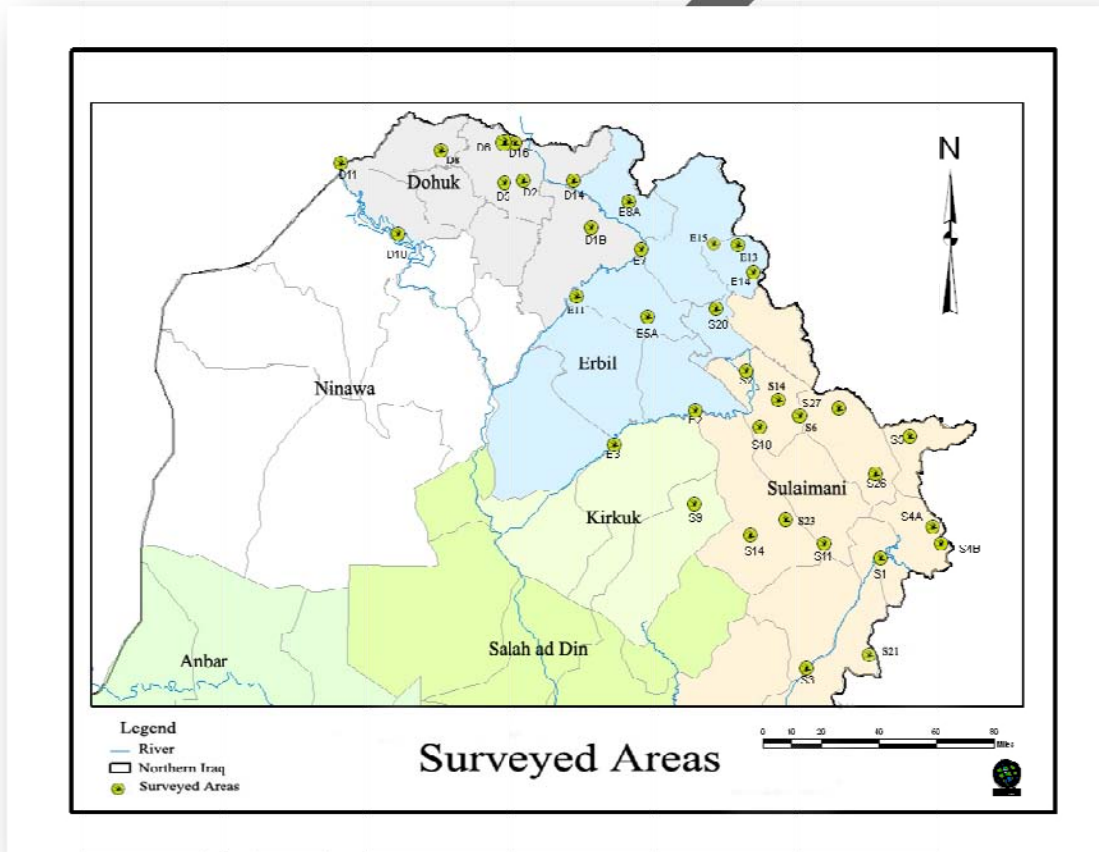 N
D6
D16
D8
D11
Dohuk
D2
D14
E8A
D1B
E7
E15
E13
E14
D10
E11
E5A
S20
Erbil
Ninawa
S14
S27
S6
S10
Sulaimani
S26
Kirkuk
S9
S23
S4A
S4B
S14
S11
S1
Salah ad Din
Anbar
S21
S3
Legend
River
Northern Iraq
Surveyed Areas
Surveyed Areas
0 10 20 40 60 80
Miles